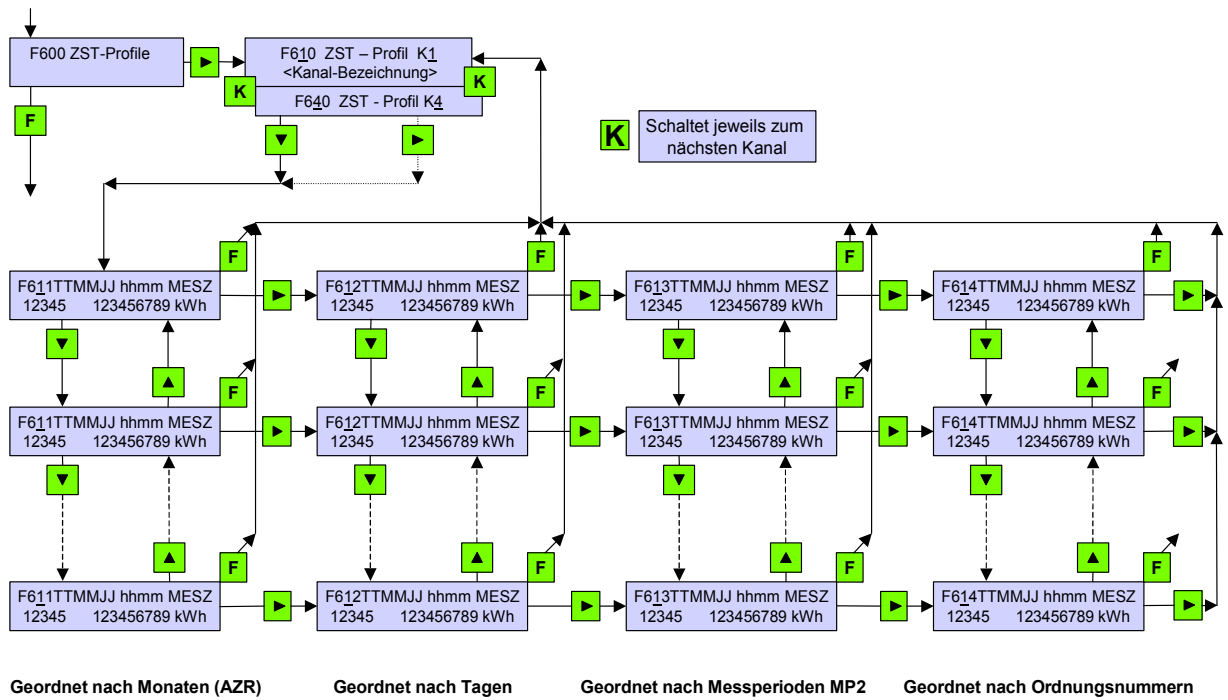 F600 ZST-Profile
F610 ZST – Profil K1
<Kanal-Bezeichnung>
K
K
F640 ZST - Profil K4
F
K
Schaltet jeweils zum
nächsten Kanal
F
F
F
F
F611TTMMJJ hhmm MESZ
12345 123456789 kWh
F612TTMMJJ hhmm MESZ
12345 123456789 kWh
F613TTMMJJ hhmm MESZ
12345 123456789 kWh
F614TTMMJJ hhmm MESZ
12345 123456789 kWh
F
F
F
F
F611TTMMJJ hhmm MESZ
12345 123456789 kWh
F612TTMMJJ hhmm MESZ
12345 123456789 kWh
F613TTMMJJ hhmm MESZ
12345 123456789 kWh
F614TTMMJJ hhmm MESZ
12345 123456789 kWh
F
F
F
F
F611TTMMJJ hhmm MESZ
12345 123456789 kWh
F612TTMMJJ hhmm MESZ
12345 123456789 kWh
F613TTMMJJ hhmm MESZ
12345 123456789 kWh
F614TTMMJJ hhmm MESZ
12345 123456789 kWh
Geordnet nach Monaten (AZR)
Geordnet nach Tagen
Geordnet nach Messperioden MP2
Geordnet nach Ordnungsnummern